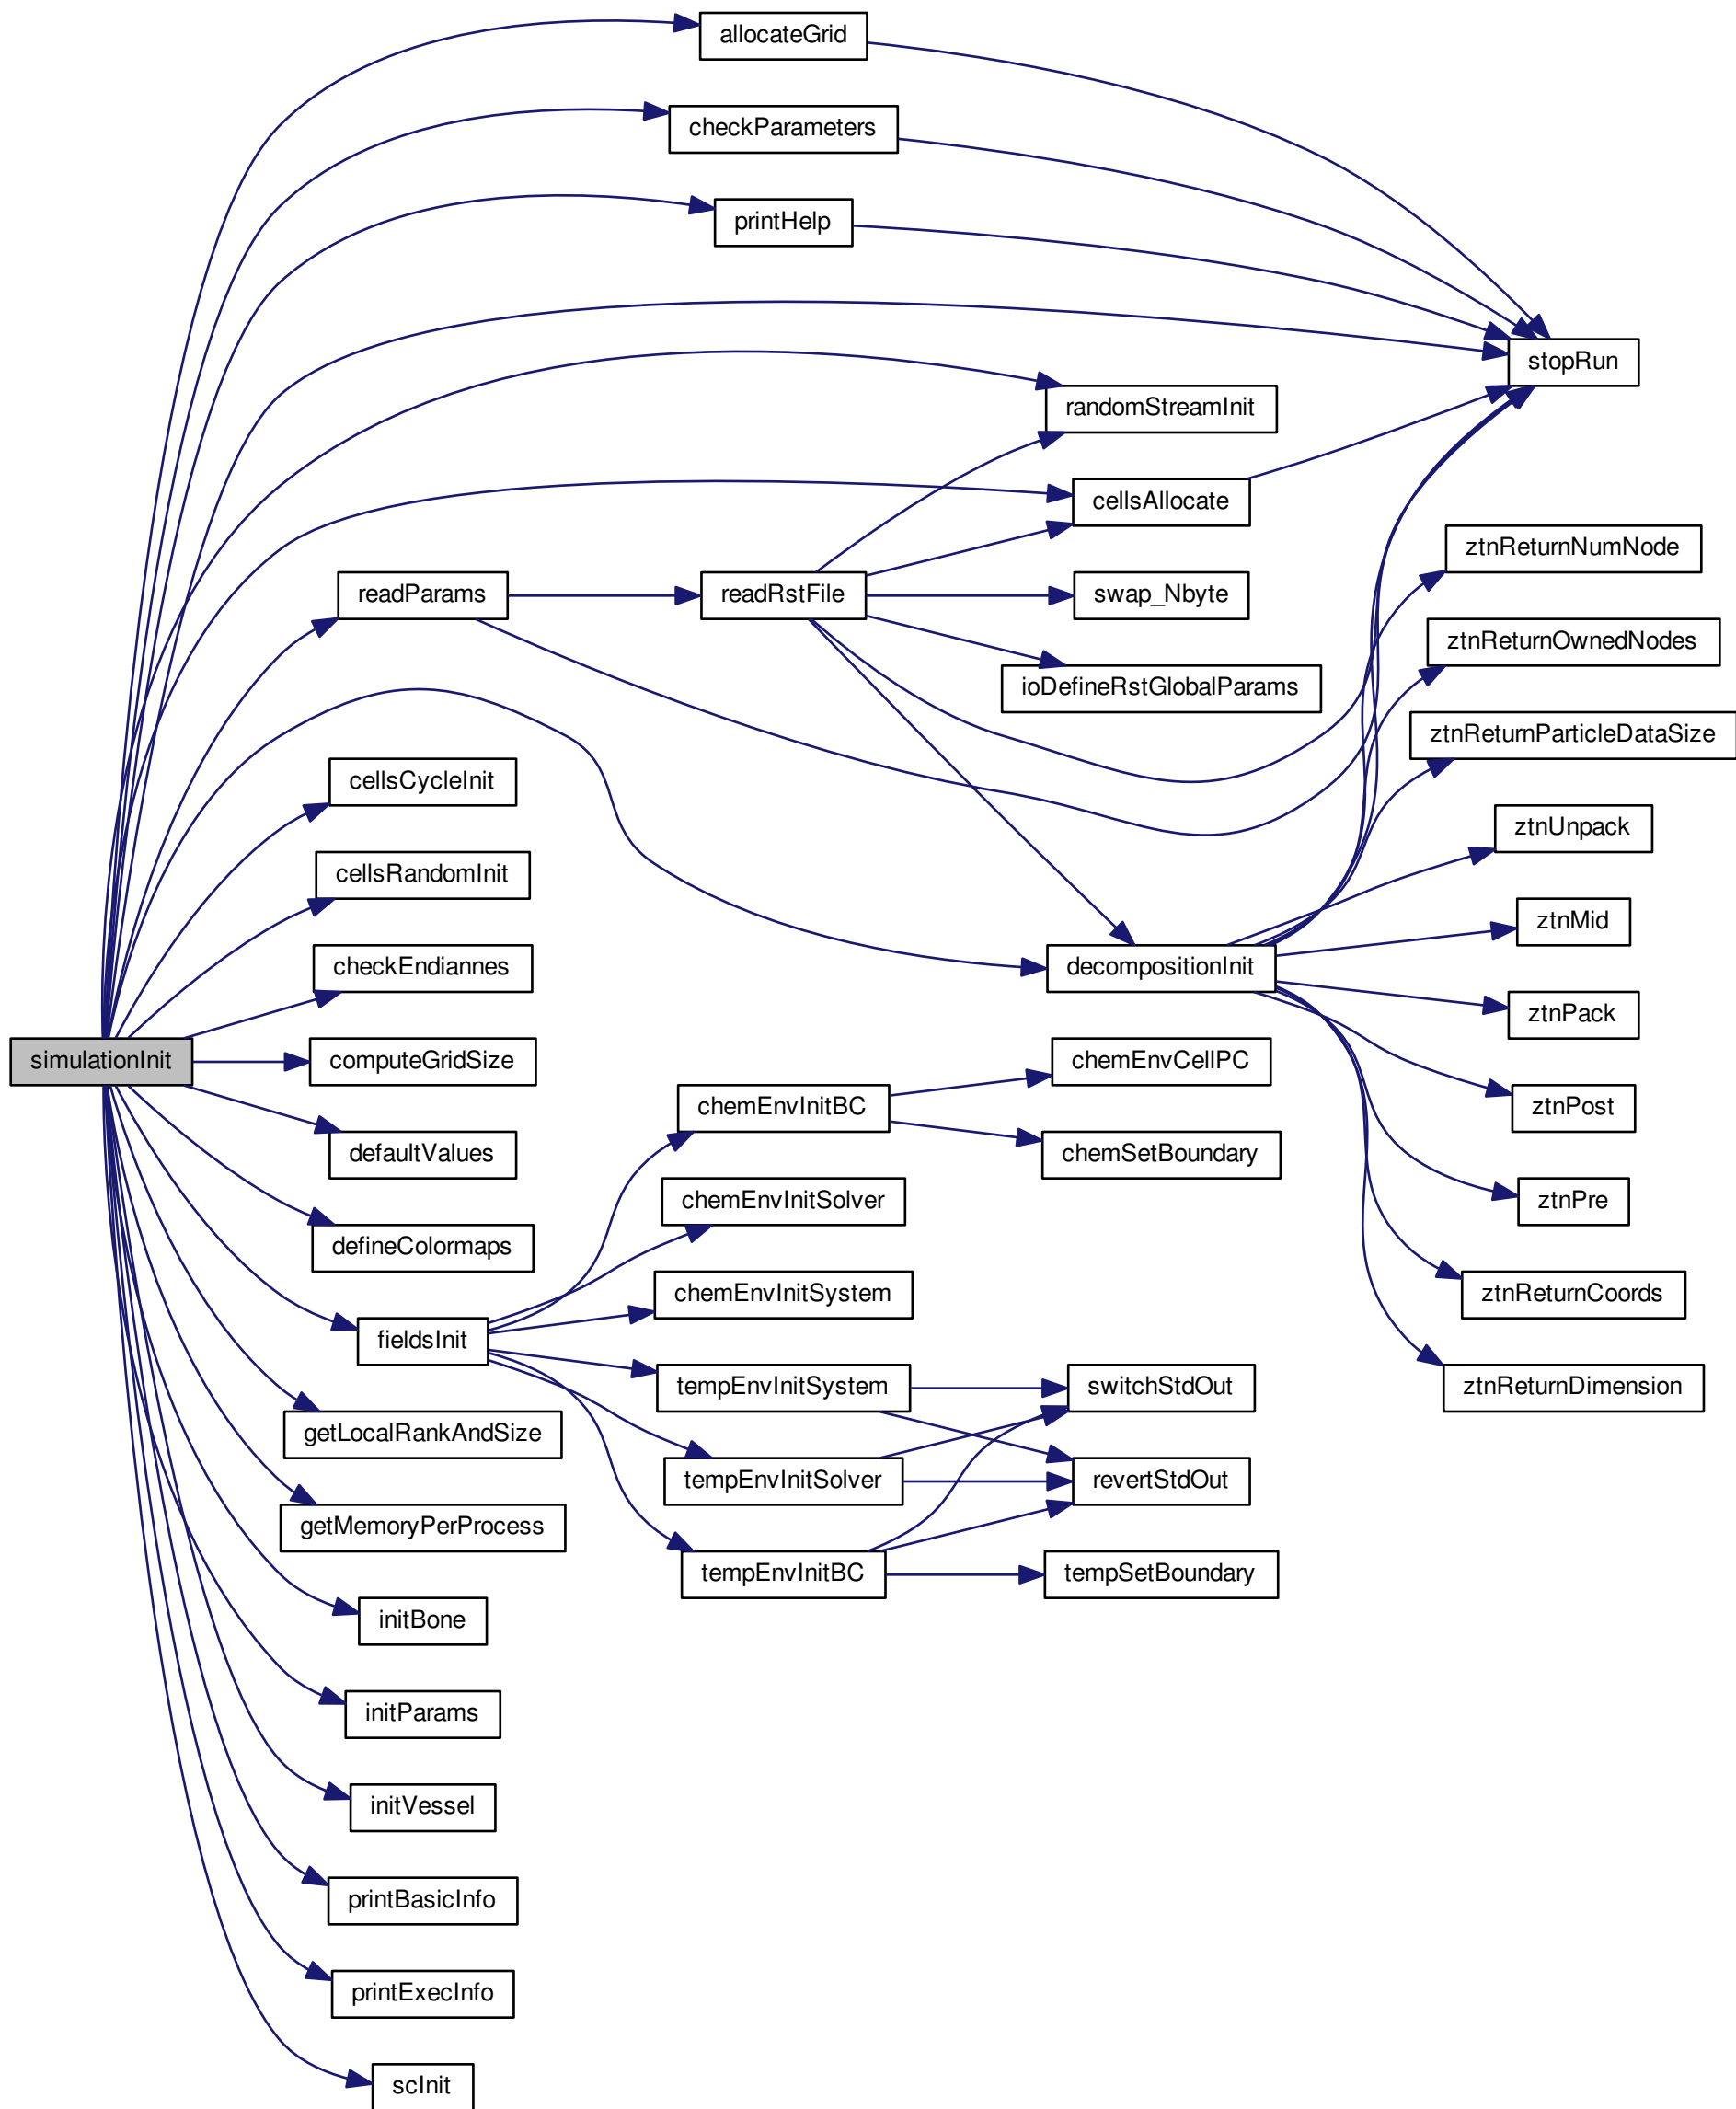 allocateGrid
checkParameters
printHelp
stopRun
randomStreamInit
cellsAllocate
ztnReturnNumNode
readParams
readRstFile
swap_Nbyte
ztnReturnOwnedNodes
ioDefineRstGlobalParams
ztnReturnParticleDataSize
cellsCycleInit
ztnUnpack
cellsRandomInit
ztnMid
checkEndiannes
decompositionInit
ztnPack
simulationInit
computeGridSize
chemEnvCellPC
chemEnvInitBC
ztnPost
defaultValues
chemSetBoundary
chemEnvInitSolver
ztnPre
defineColormaps
chemEnvInitSystem
ztnReturnCoords
fieldsInit
tempEnvInitSystem
switchStdOut
ztnReturnDimension
getLocalRankAndSize
tempEnvInitSolver
revertStdOut
getMemoryPerProcess
tempEnvInitBC
tempSetBoundary
initBone
initParams
initVessel
printBasicInfo
printExecInfo
scInit